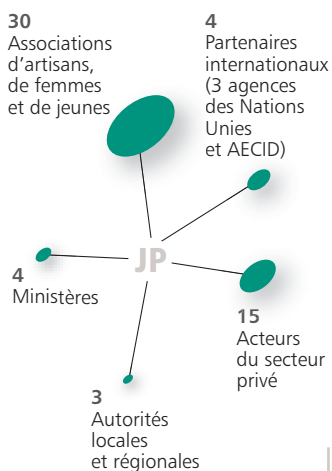 30
Associations
d’artisans,
de femmes
et de jeunes
4
Partenaires
internationaux
(3 agences
des Nations
Unies
et AECID)
JP
4
Ministères
15
Acteurs
du secteur
privé
3
Autorités
locales
et régionales